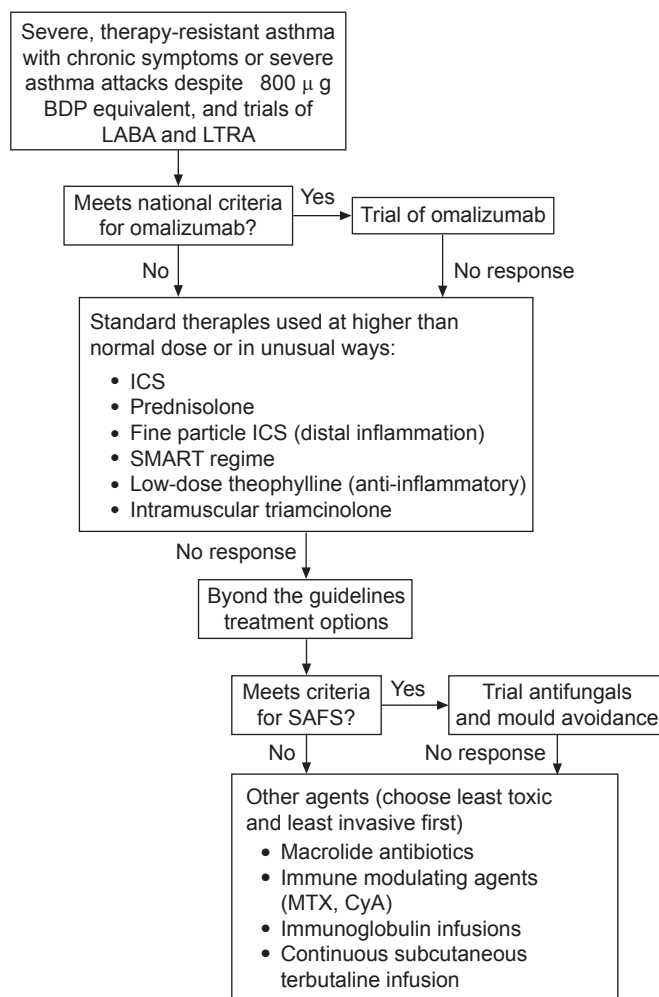 Severe, therapy-resistant asthma
with chronic symptoms or severe
asthma attacks despite 800 μ g
BDP equivalent, and trials of
LABA and LTRA
Meets national criteria
for omalizumab?
Yes
Trial of omalizumab
No
No response
Standard theraples used at higher than
normal dose or in unusual ways:
• ICS
• Prednisolone
• Fine particle ICS (distal inflammation)
• SMART regime
• Low-dose theophylline (anti-inflammatory)
• Intramuscular triamcinolone
No response
Byond the guidelines
treatment options
Meets criteria
for SAFS?
Yes
Trial antifungals
and mould avoidance
No
No response
Other agents (choose least toxic
and least invasive first)
• Macrolide antibiotics
• Immune modulating agents
(MTX, CyA)
• Immunoglobulin infusions
• Continuous subcutaneous
terbutaline infusion